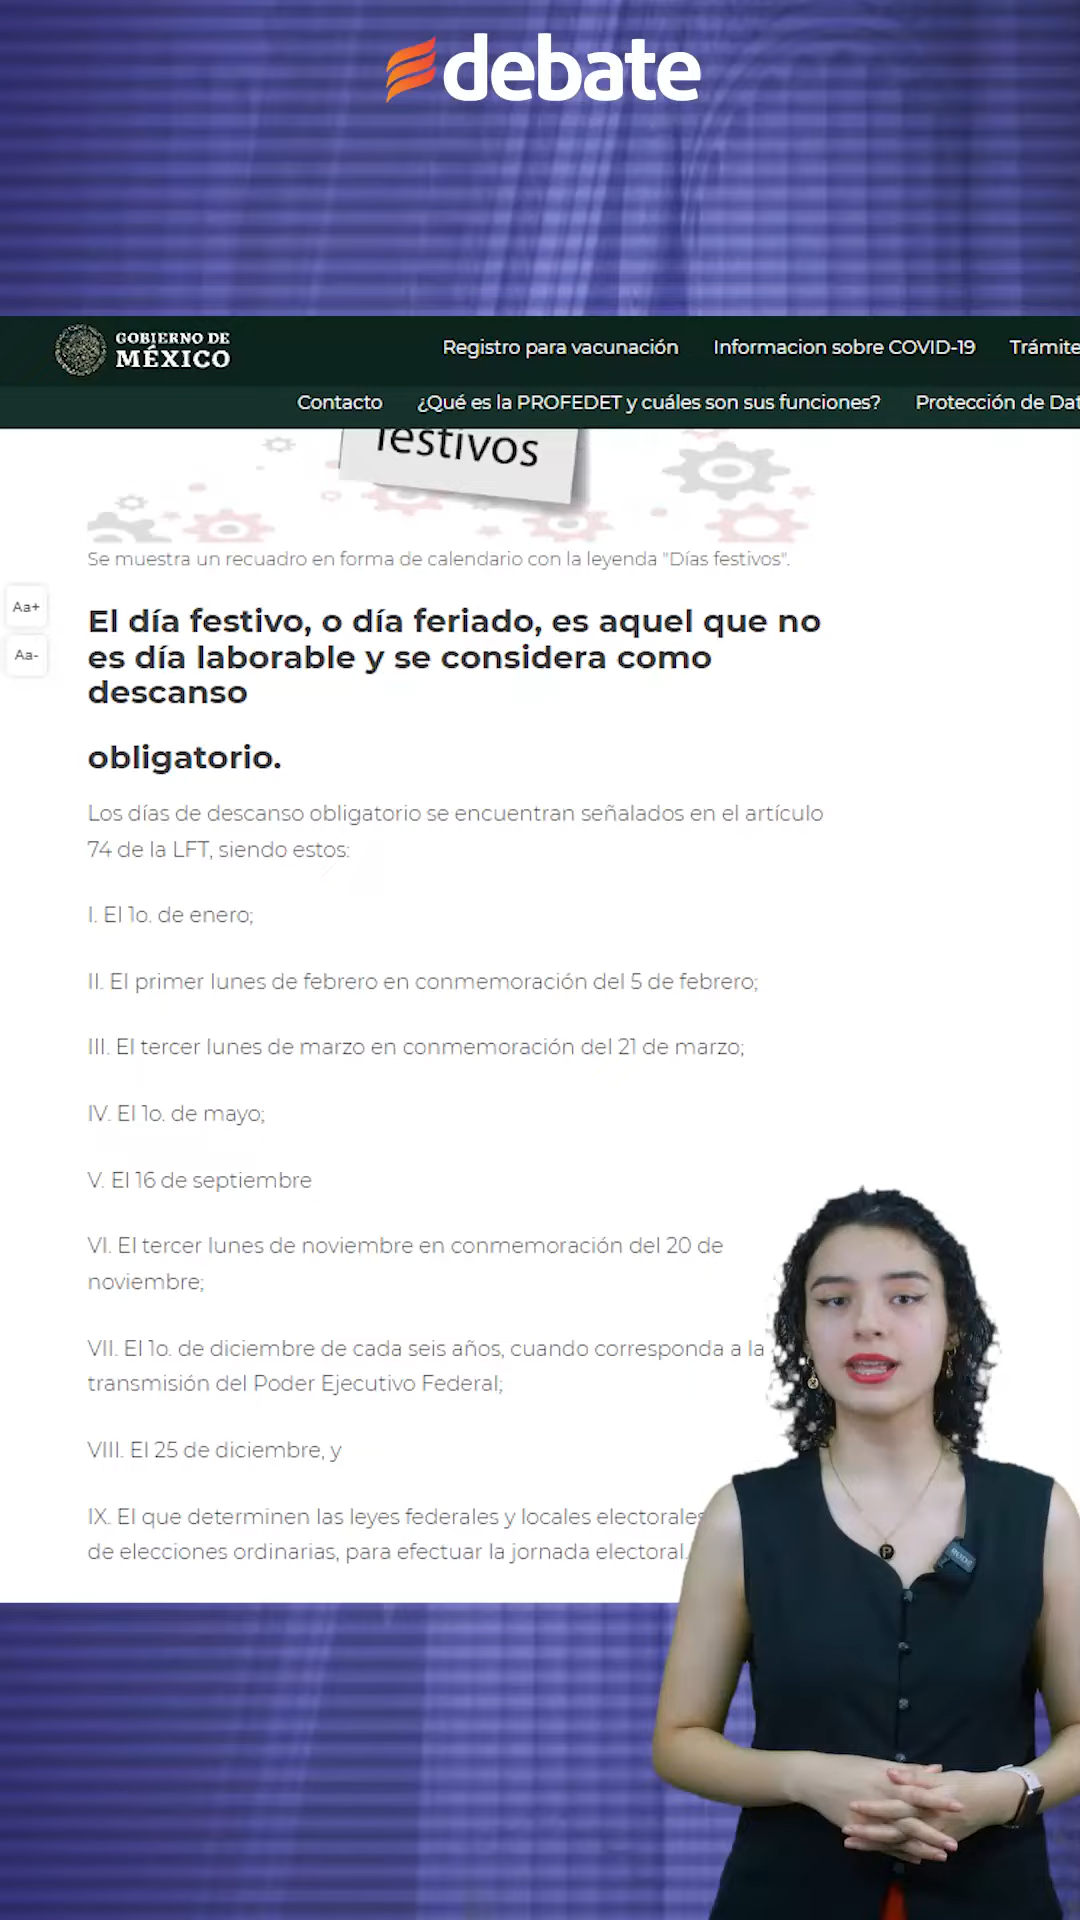 debate
GOBIERNO DE
MÉXICO
Registro para vacunación Informacion sobre COVID-19 Trámite
Contacto ¿Qué es la PROFEDET y cuáles son sus funciones? Protección de Dat
festivos
Se muestra un recuadro en forma de calendario con la leyenda "Días festivos".
Aa+
Aa-
El día festivo, o día feriado, es aquel que no
es día laborable y se considera como
descanso
obligatorio.
Los días de descanso obligatorio se encuentran señalados en el artículo
74 de la LFT, siendo estos:
I. El 1o. de enero;
II. El primer lunes de febrero en conmemoración del 5 de febrero;
III. El tercer lunes de marzo en conmemoración del 21 de marzo;
IV. El 1o. de mayo;
V. El 16 de septiembre
VI. El tercer lunes de noviembre en conmemoración del 20 de
noviembre;
VII. El 1o. de diciembre de cada seis años, cuando corresponda a la
transmisión del Poder Ejecutivo Federal;
VIII. El 25 de diciembre, y
IX. El que determinen las leyes federales y locales electorales
de elecciones ordinarias, para efectuar la jornada electoral.
P
RODE